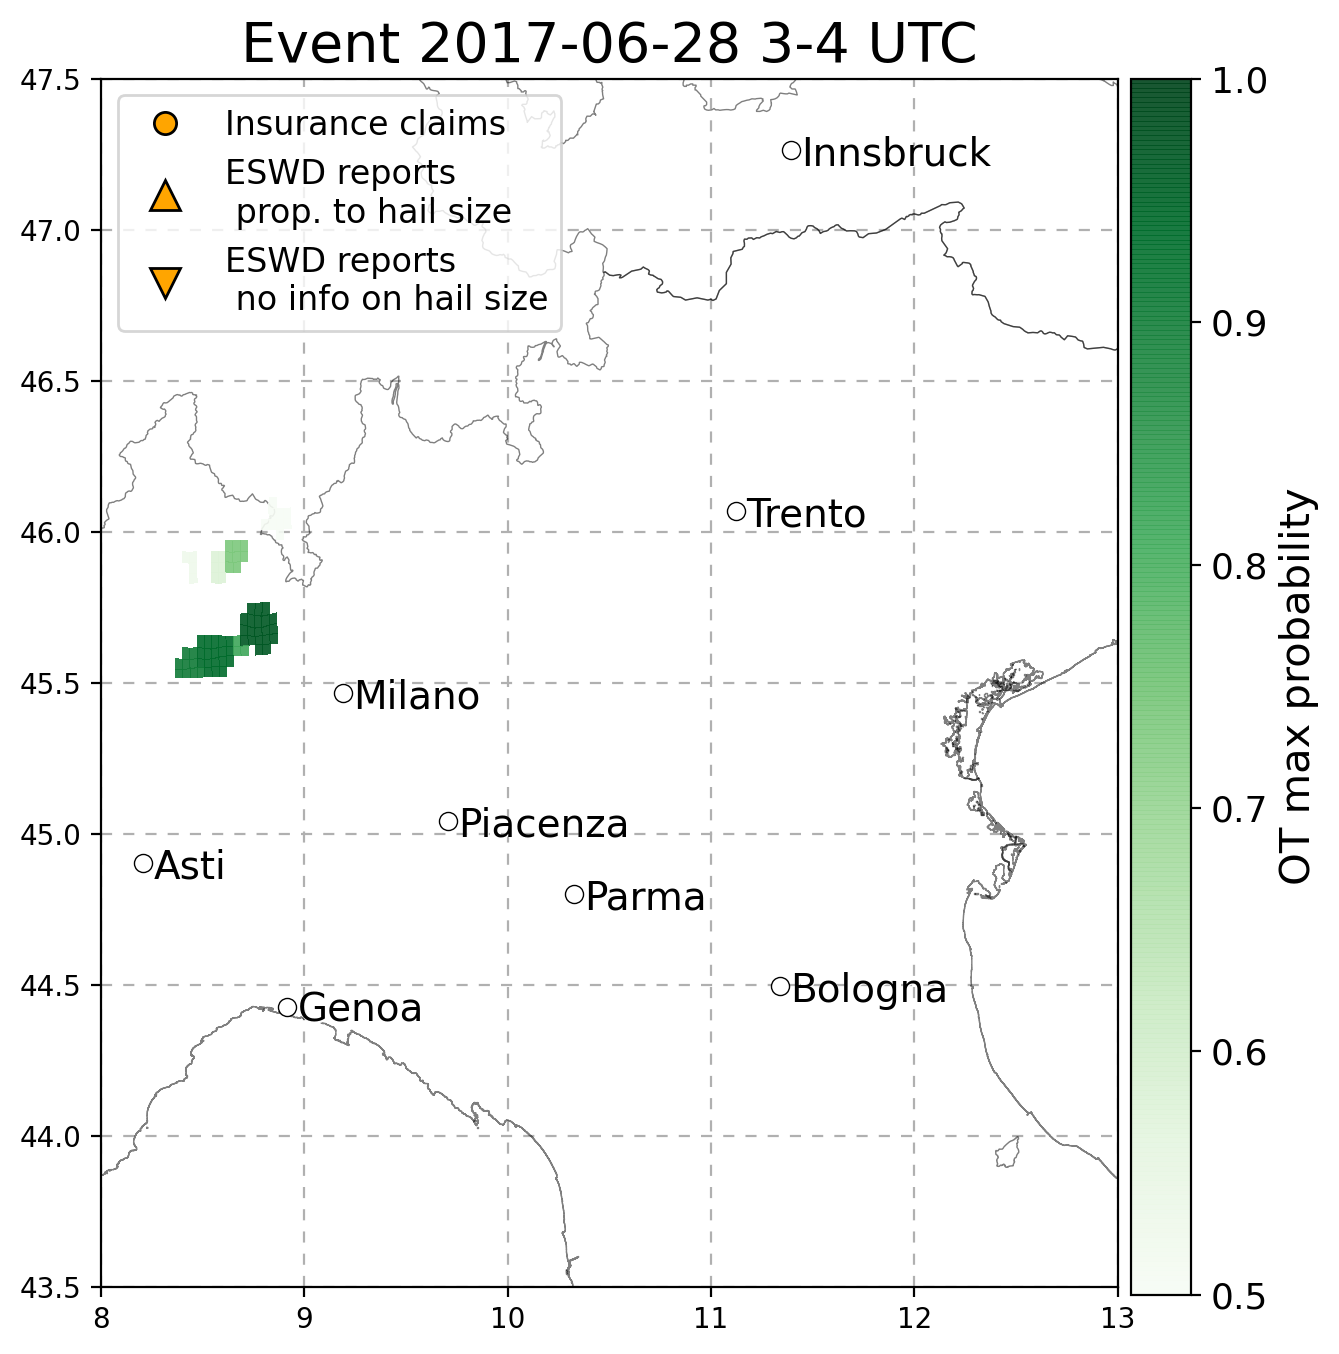 Event 2017-06-28 3-4 UTC
Insurance claims
ESWD reports
prop. to hail size
ESWD reports
no info on hail size
Innsbruck
Trento
Milano
Piacenza
Asti
Parma
Bologna
Genoa
47.5
47.0
46.5
46.0
45.5
45.0
44.5
44.0
43.5
8
9
10
11
12
13
1.0
0.9
0.8
0.7
0.6
0.5
OT max probability